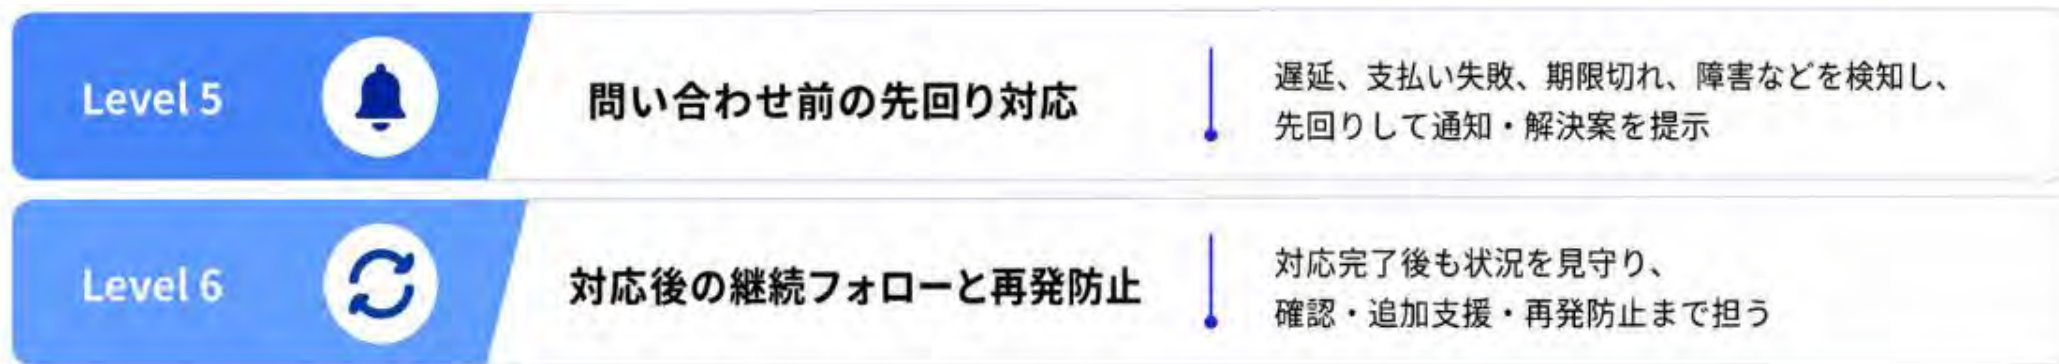 Level 5
問い合わせ前の先回り対応
遅延、支払い失敗、期限切れ、障害などを検知し、
先回りして通知・解決案を提示
Level 6
対応後の継続フォローと再発防止
対応完了後も状況を見守り、
確認・追加支援・再発防止まで担う